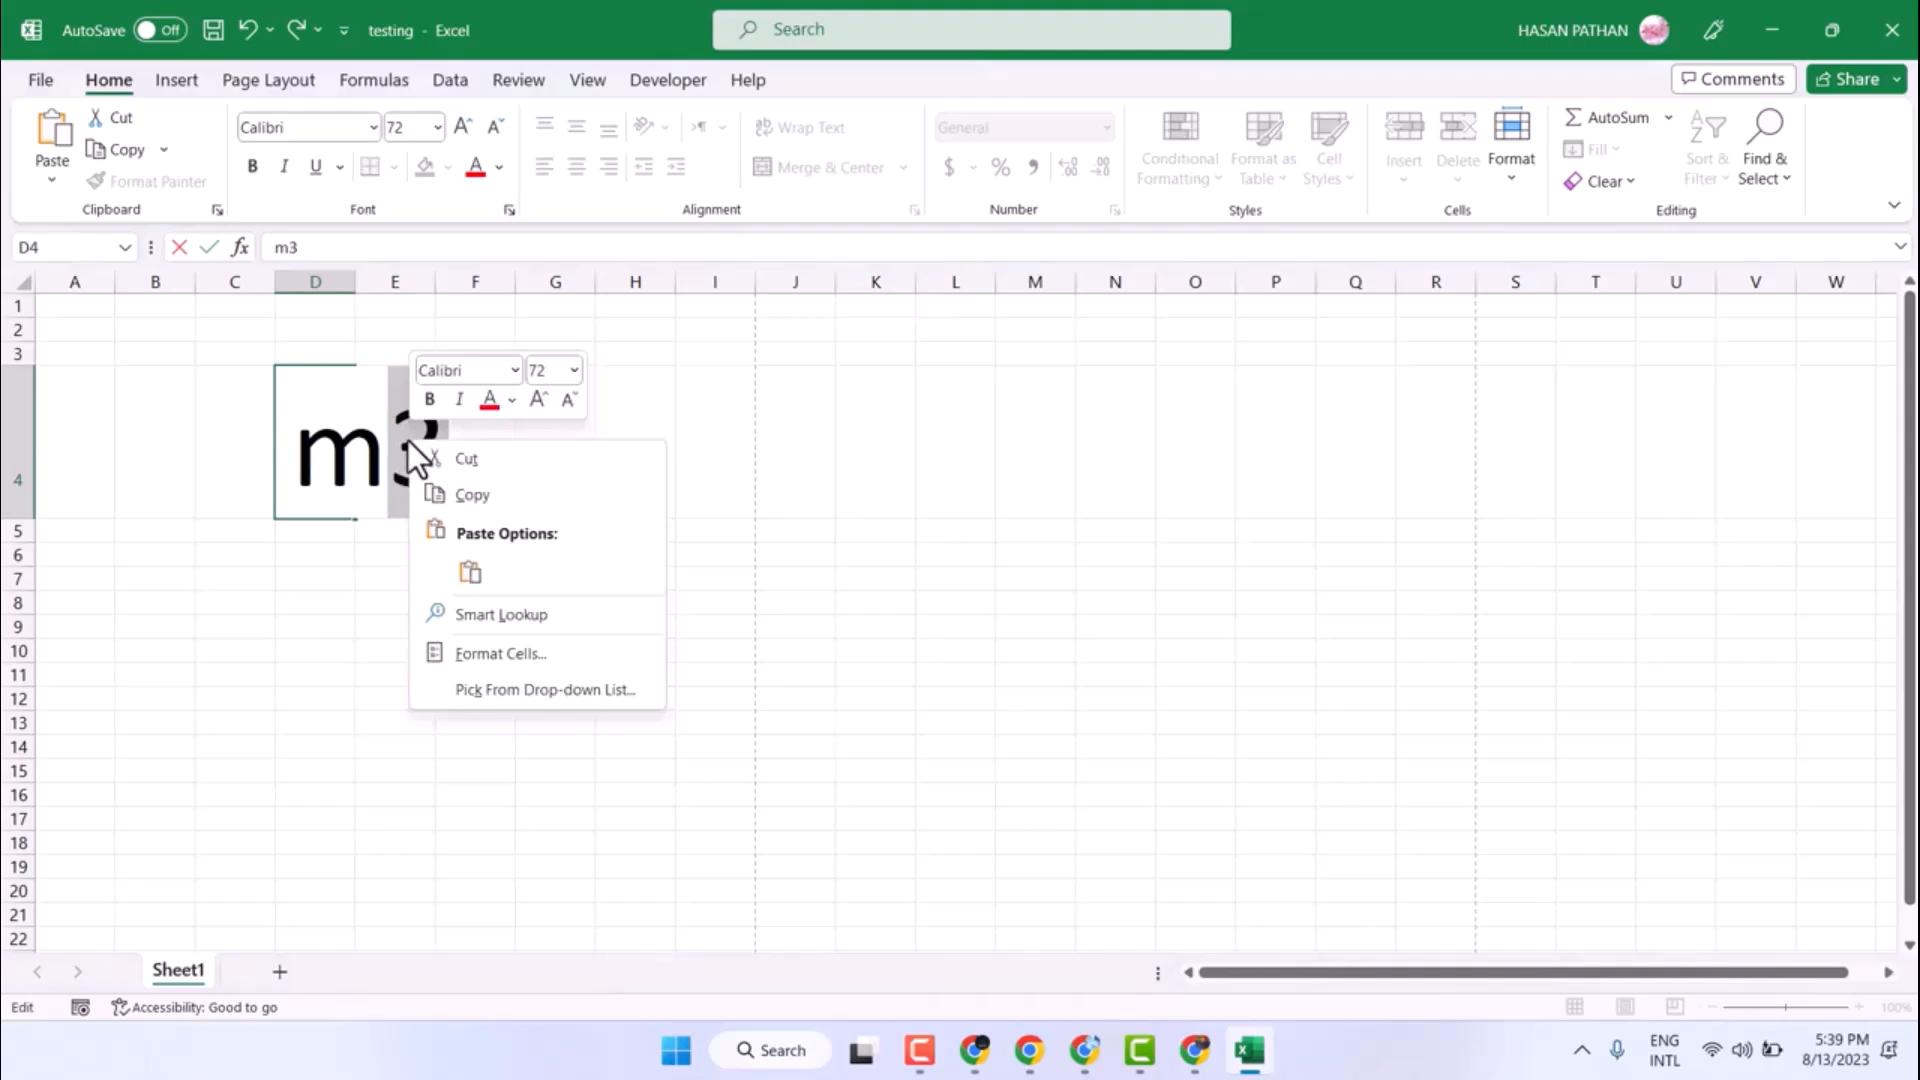 AutoSave Off testing - Excel Search HASAN PATHAN
File Home Insert Page Layout Formulas Data Review View Developer Help Comments Share
Paste Cut Copy Format Painter Clipboard
Calibri 72 B I U A Font
Wrap Text Merge & Center Alignment
General $ % Number
Conditional Formatting Format as Table Cell Styles Styles
Insert Delete Format Cells
AutoSum Fill Clear Sort & Filter Find & Select Editing
D4 fx m3
A B C D E F G H I J K L M N O P Q R S T U V W
1
2
3
Calibri 72
B I A A A
m3
4
Cut
Copy
Paste Options:
Smart Lookup
Format Cells...
Pick From Drop-down List...
5
6
7
8
9
10
11
12
13
14
15
16
17
18
19
20
21
22
Sheet1
Edit Accessibility: Good to go 100%
Search ENG INTL 5:39 PM 8/13/2023